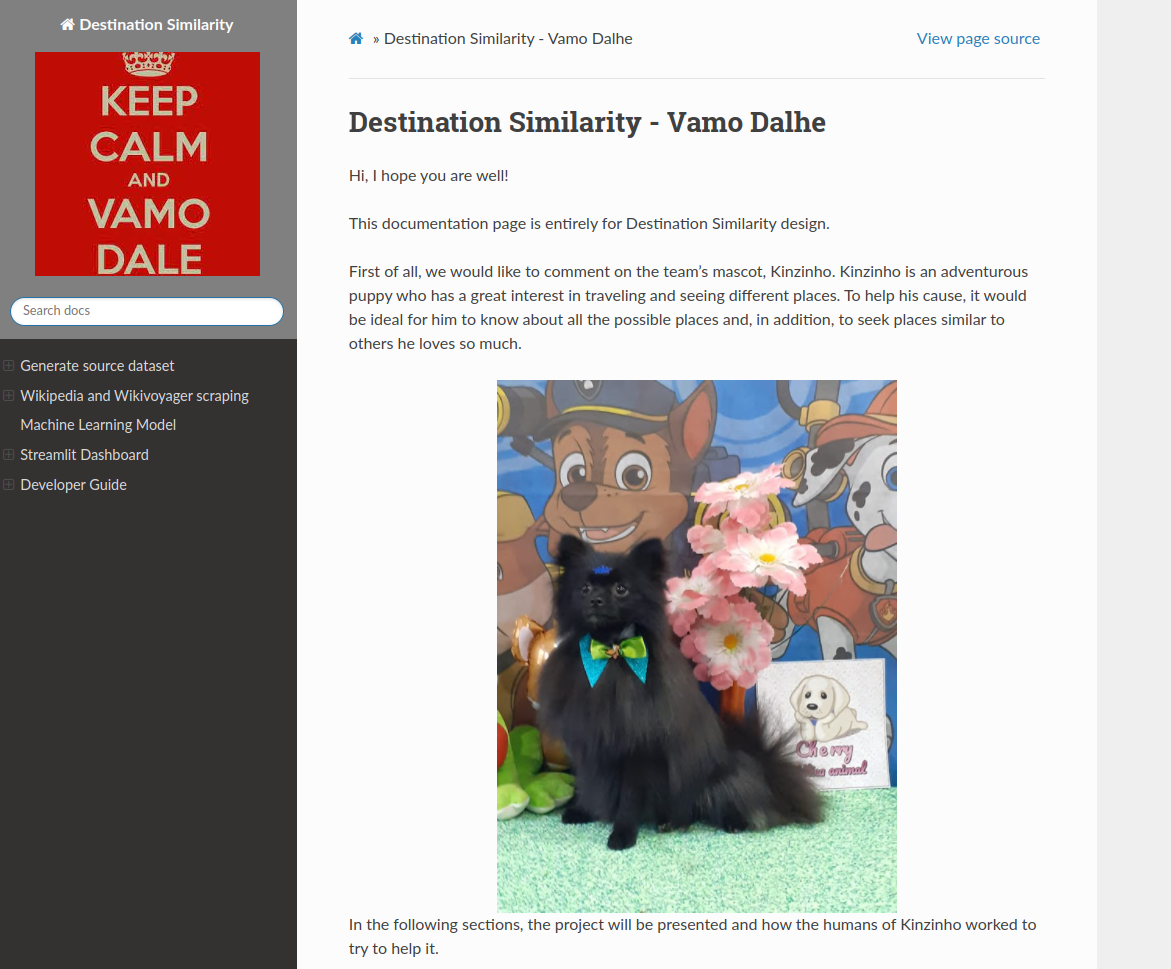 Destination Similarity
KEEP
CALM
AND
VAMO
DALE
Search docs
Generate source dataset
Wikipedia and Wikivoyager scraping
Machine Learning Model
Streamlit Dashboard
Developer Guide
» Destination Similarity - Vamo Dalhe
View page source
Destination Similarity - Vamo Dalhe
Hi, I hope you are well!
This documentation page is entirely for Destination Similarity design.
First of all, we would like to comment on the team’s mascot, Kinzinho. Kinzinho is an adventurous
puppy who has a great interest in traveling and seeing different places. To help his cause, it would
be ideal for him to know about all the possible places and, in addition, to seek places similar to
others he loves so much.
Cherry
animal
In the following sections, the project will be presented and how the humans of Kinzinho worked to
try to help it.